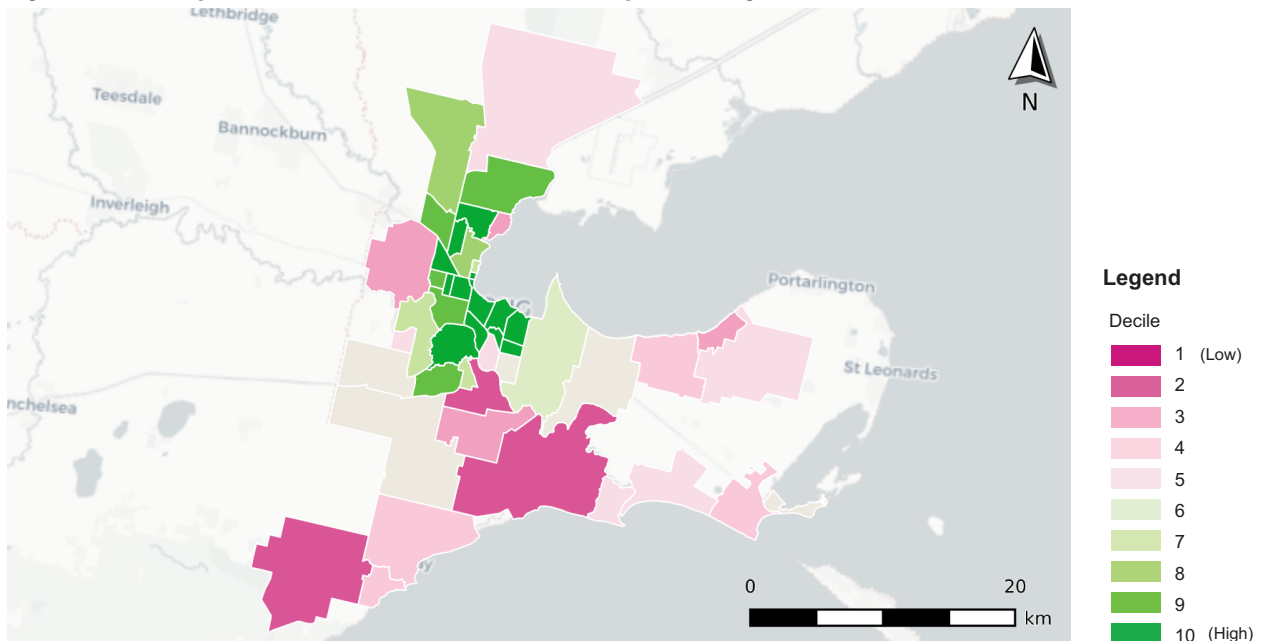 Lethbridge
Teesdale
Bannockburn
Inverleigh
N
Portarlington
St Leonards
nchelsea
0
20
km
Legend
Decile
1 (Low)
2
3
4
5
6
7
8
9
10 (High)